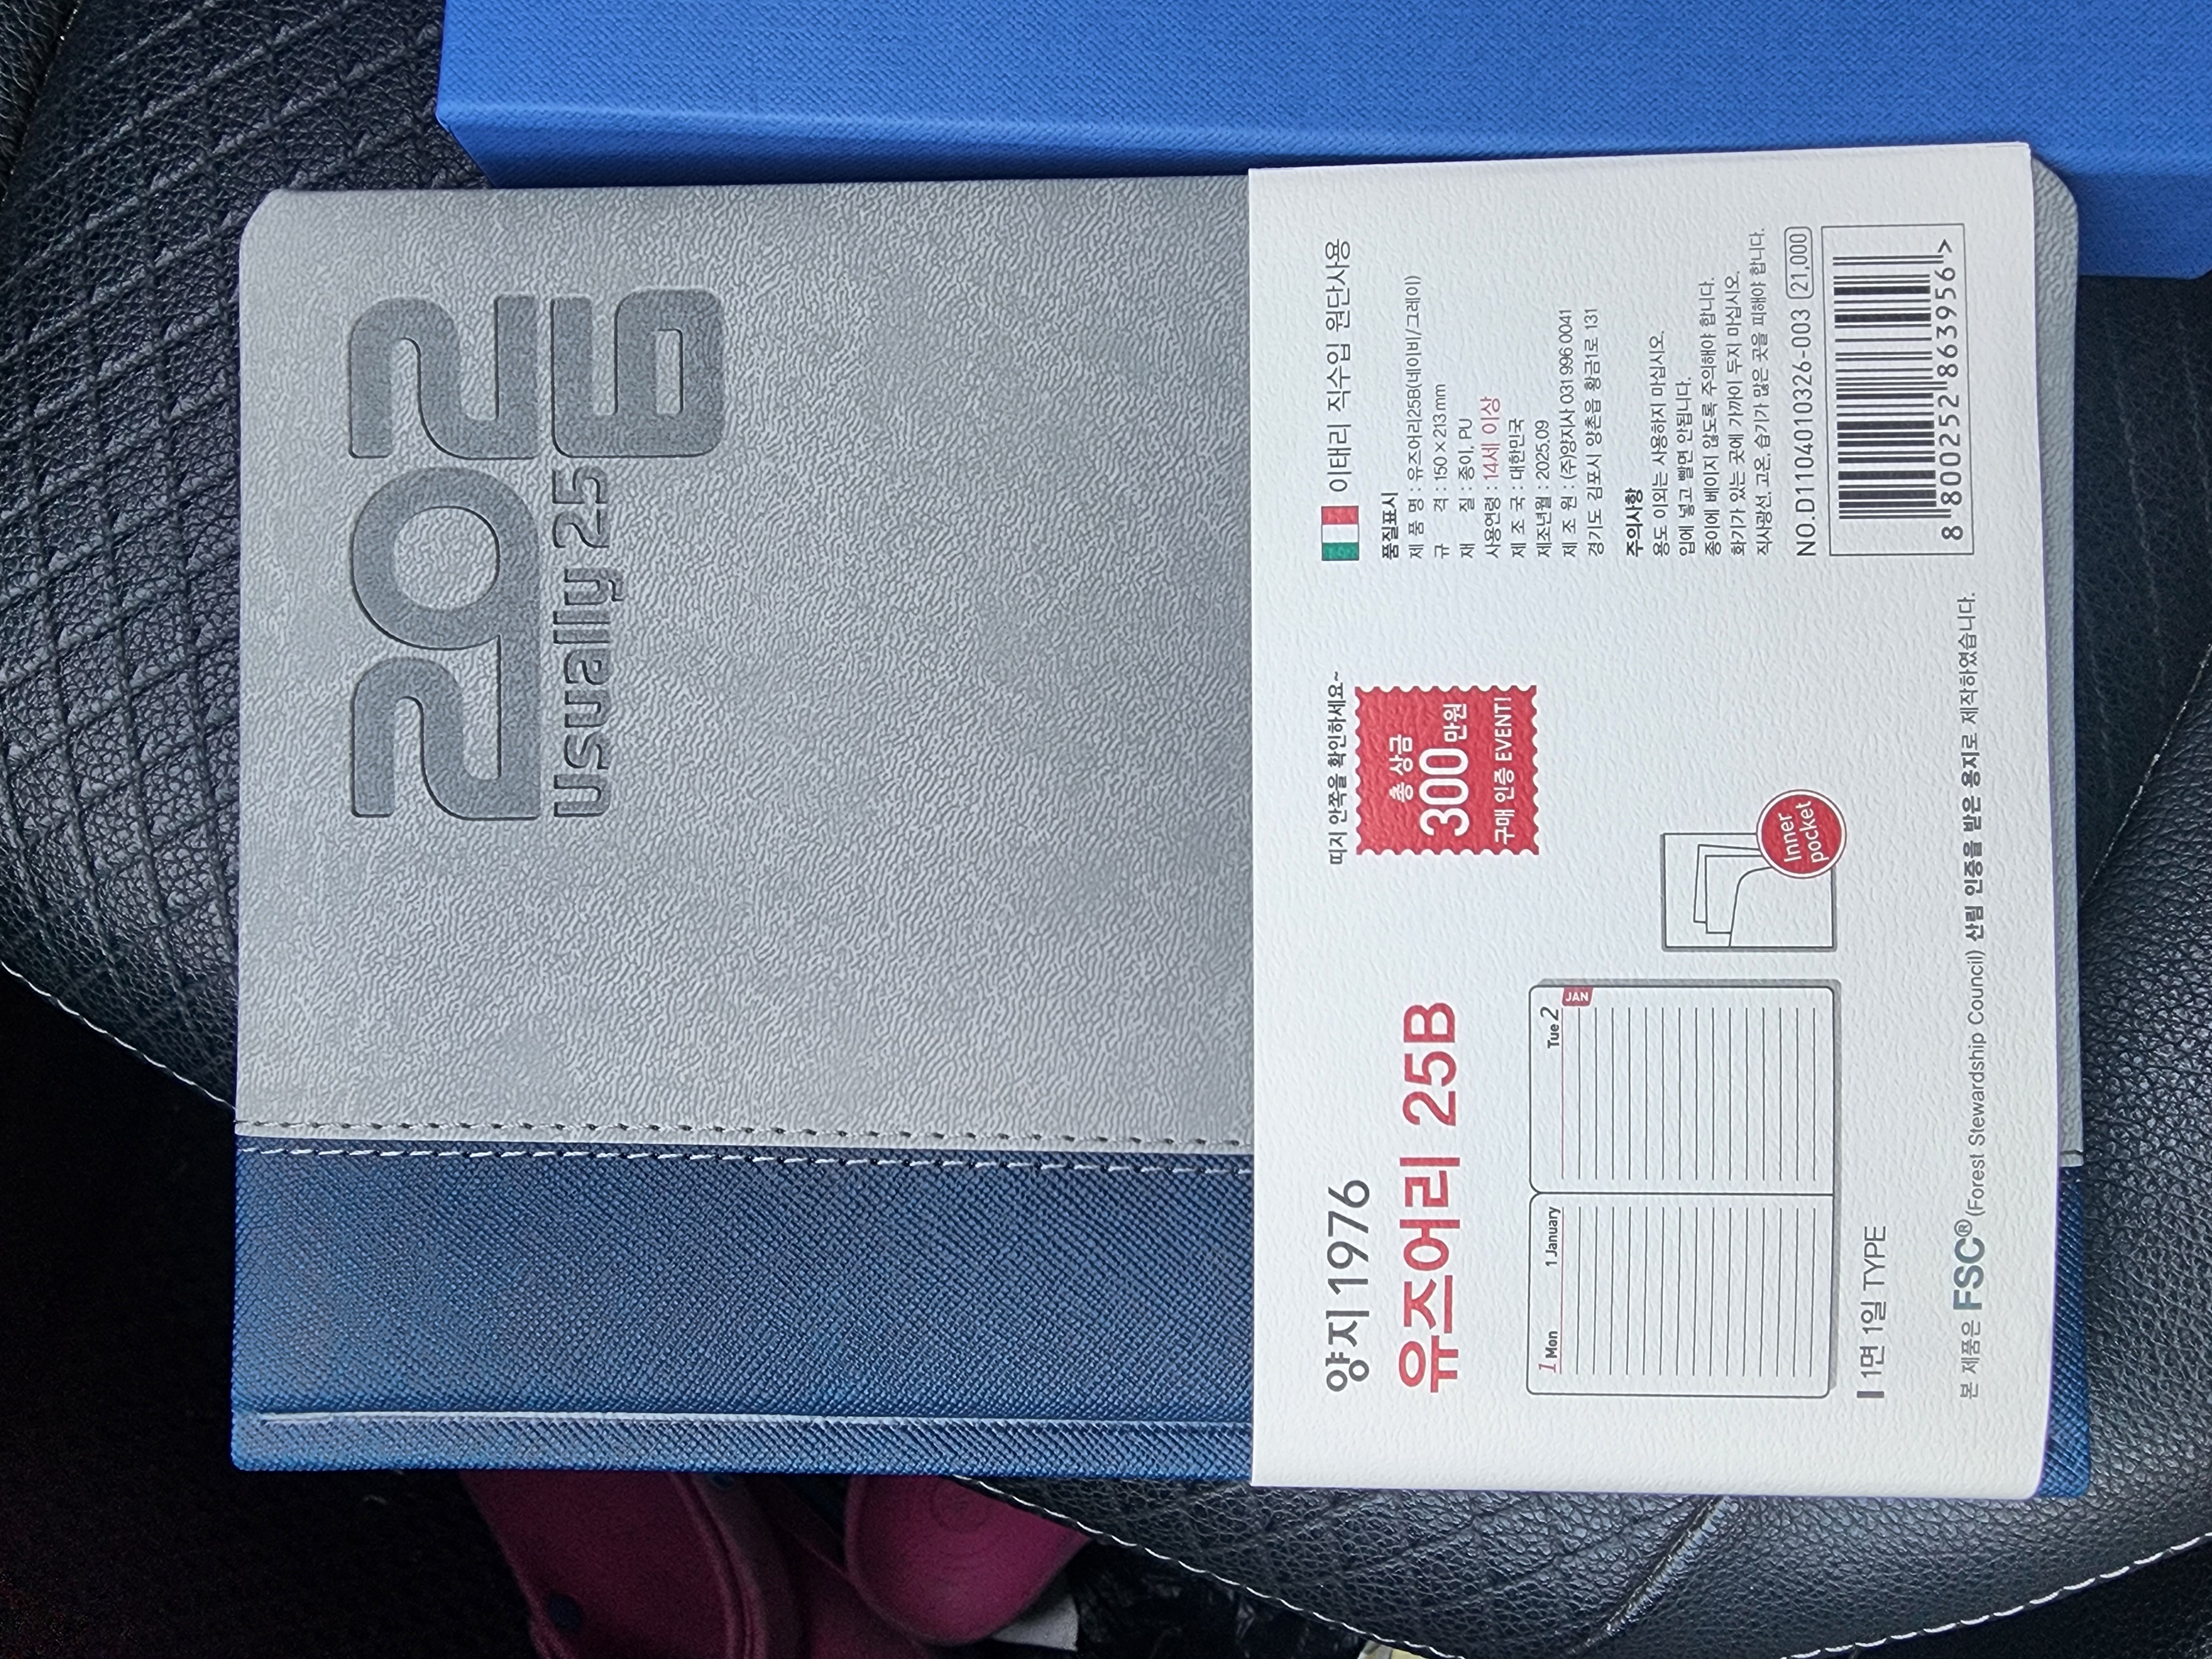 2026
Usually 25
양지 1976
유즈어리 25B
1 Mon
1 January
Tue 2
JAN
1면 1일 TYPE
띠지 안쪽을 확인하세요~
총 상금
300만원
구매 인증 EVENT!
Inner
pocket
이태리 직수입 원단사용
품질표시
제 품 명 : 유즈어리25B(네이비/그레이)
규 격 : 150×213mm
재 질 : 종이, PU
사용연령 : 14세 이상
제 조 국 : 대한민국
제조년월 : 2025.09
제 조 원 : (주)양지사 031 996 0041
경기도 김포시 양촌읍 황금1로 131
주의사항
용도 이외는 사용하지 마십시오.
입에 넣고 빨면 안됩니다.
종이에 베이지 않도록 주의해야 합니다.
화기가 있는 곳에 가까이 두지 마십시오.
직사광선, 고온, 습기가 많은 곳을 피해야 합니다.
NO.D1104010326-003 21,000
8 800252 863956 >
본 제품은 FSC®(Forest Stewardship Council) 산림 인증을 받은 용지로 제작하였습니다.